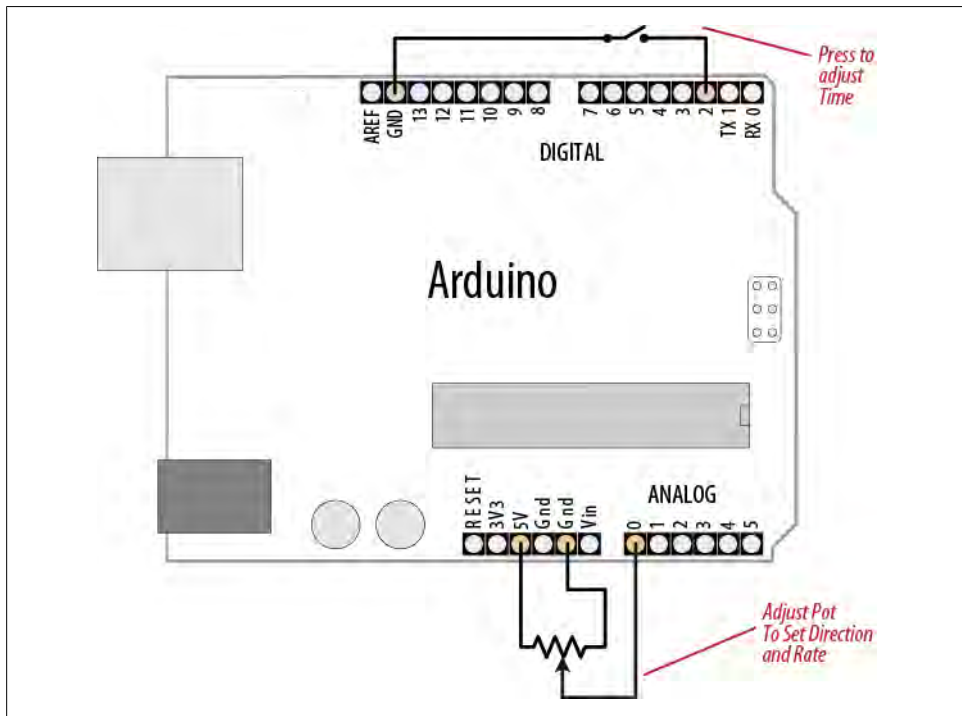 Press to
adjust
Time
AREF
GND
13
12
11
10
9
8
7
6
5
4
3
2
TX 1
RX 0
DIGITAL
Arduino
RESET
3V3
5V
Gnd
Gnd
Vin
ANALOG
0
1
2
3
4
5
Adjust Pot
To Set Direction
and Rate